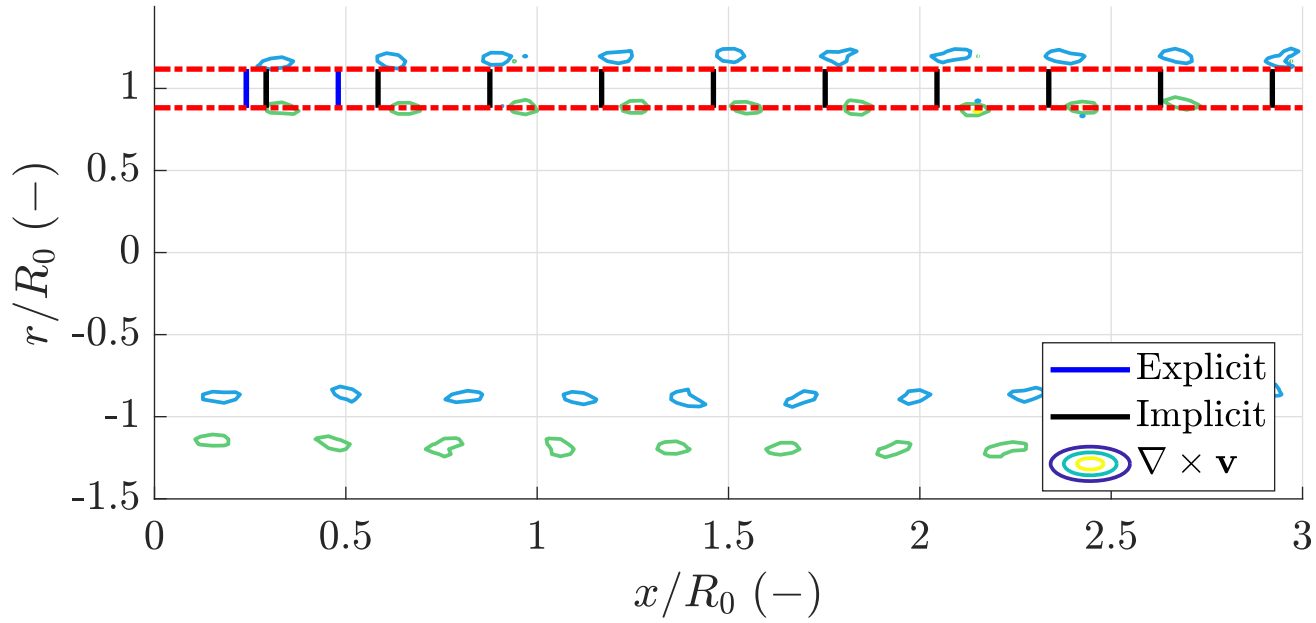 1
0.5
0
-0.5
-1
-1.5
r/R₀ (−)
0
0.5
1
1.5
2
2.5
3
x/R₀ (−)
Explicit
Implicit
∇ × v